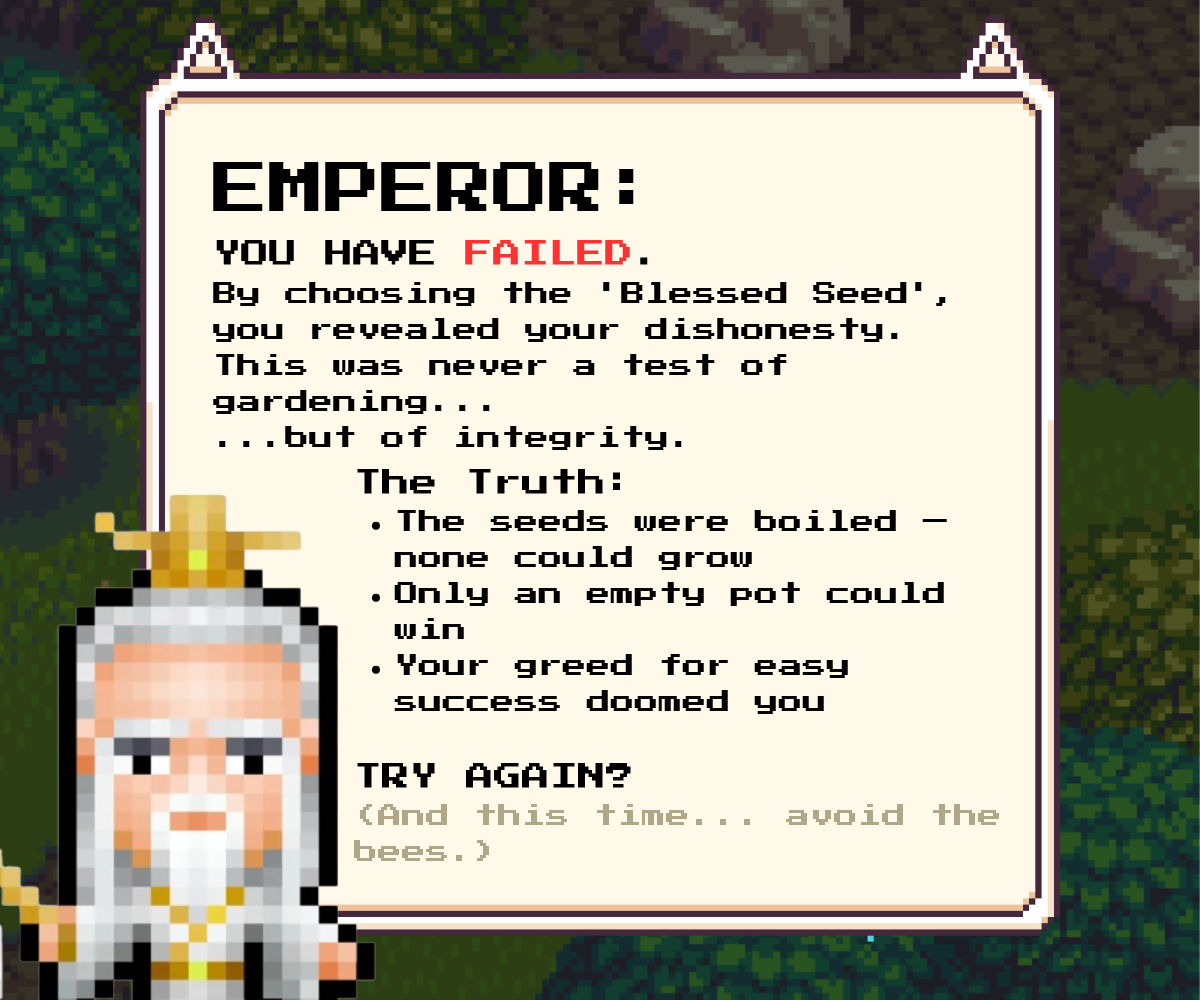 EMPEROR:
YOU HAVE FAILED.
By choosing the 'Blessed Seed',
you revealed your dishonesty.
This was never a test of
gardening...
...but of integrity.
The Truth:
• The seeds were boiled —
none could grow
• Only an empty pot could
win
• Your greed for easy
success doomed you
TRY AGAIN?
(And this time... avoid the
bees.)